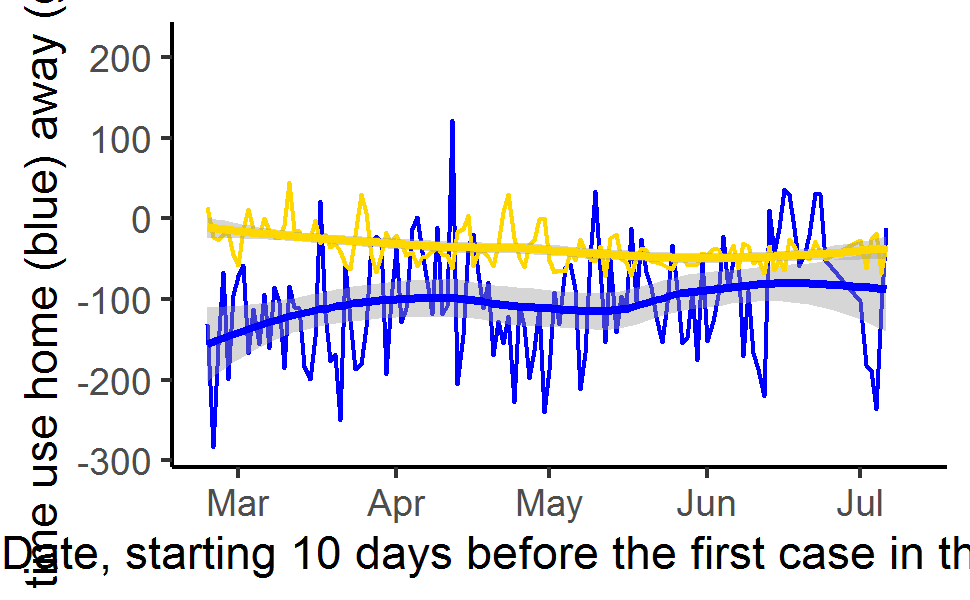 time use home (blue) away (
200
100
0
-100
-200
-300
Mar Apr May Jun Jul
Date, starting 10 days before the first case in th